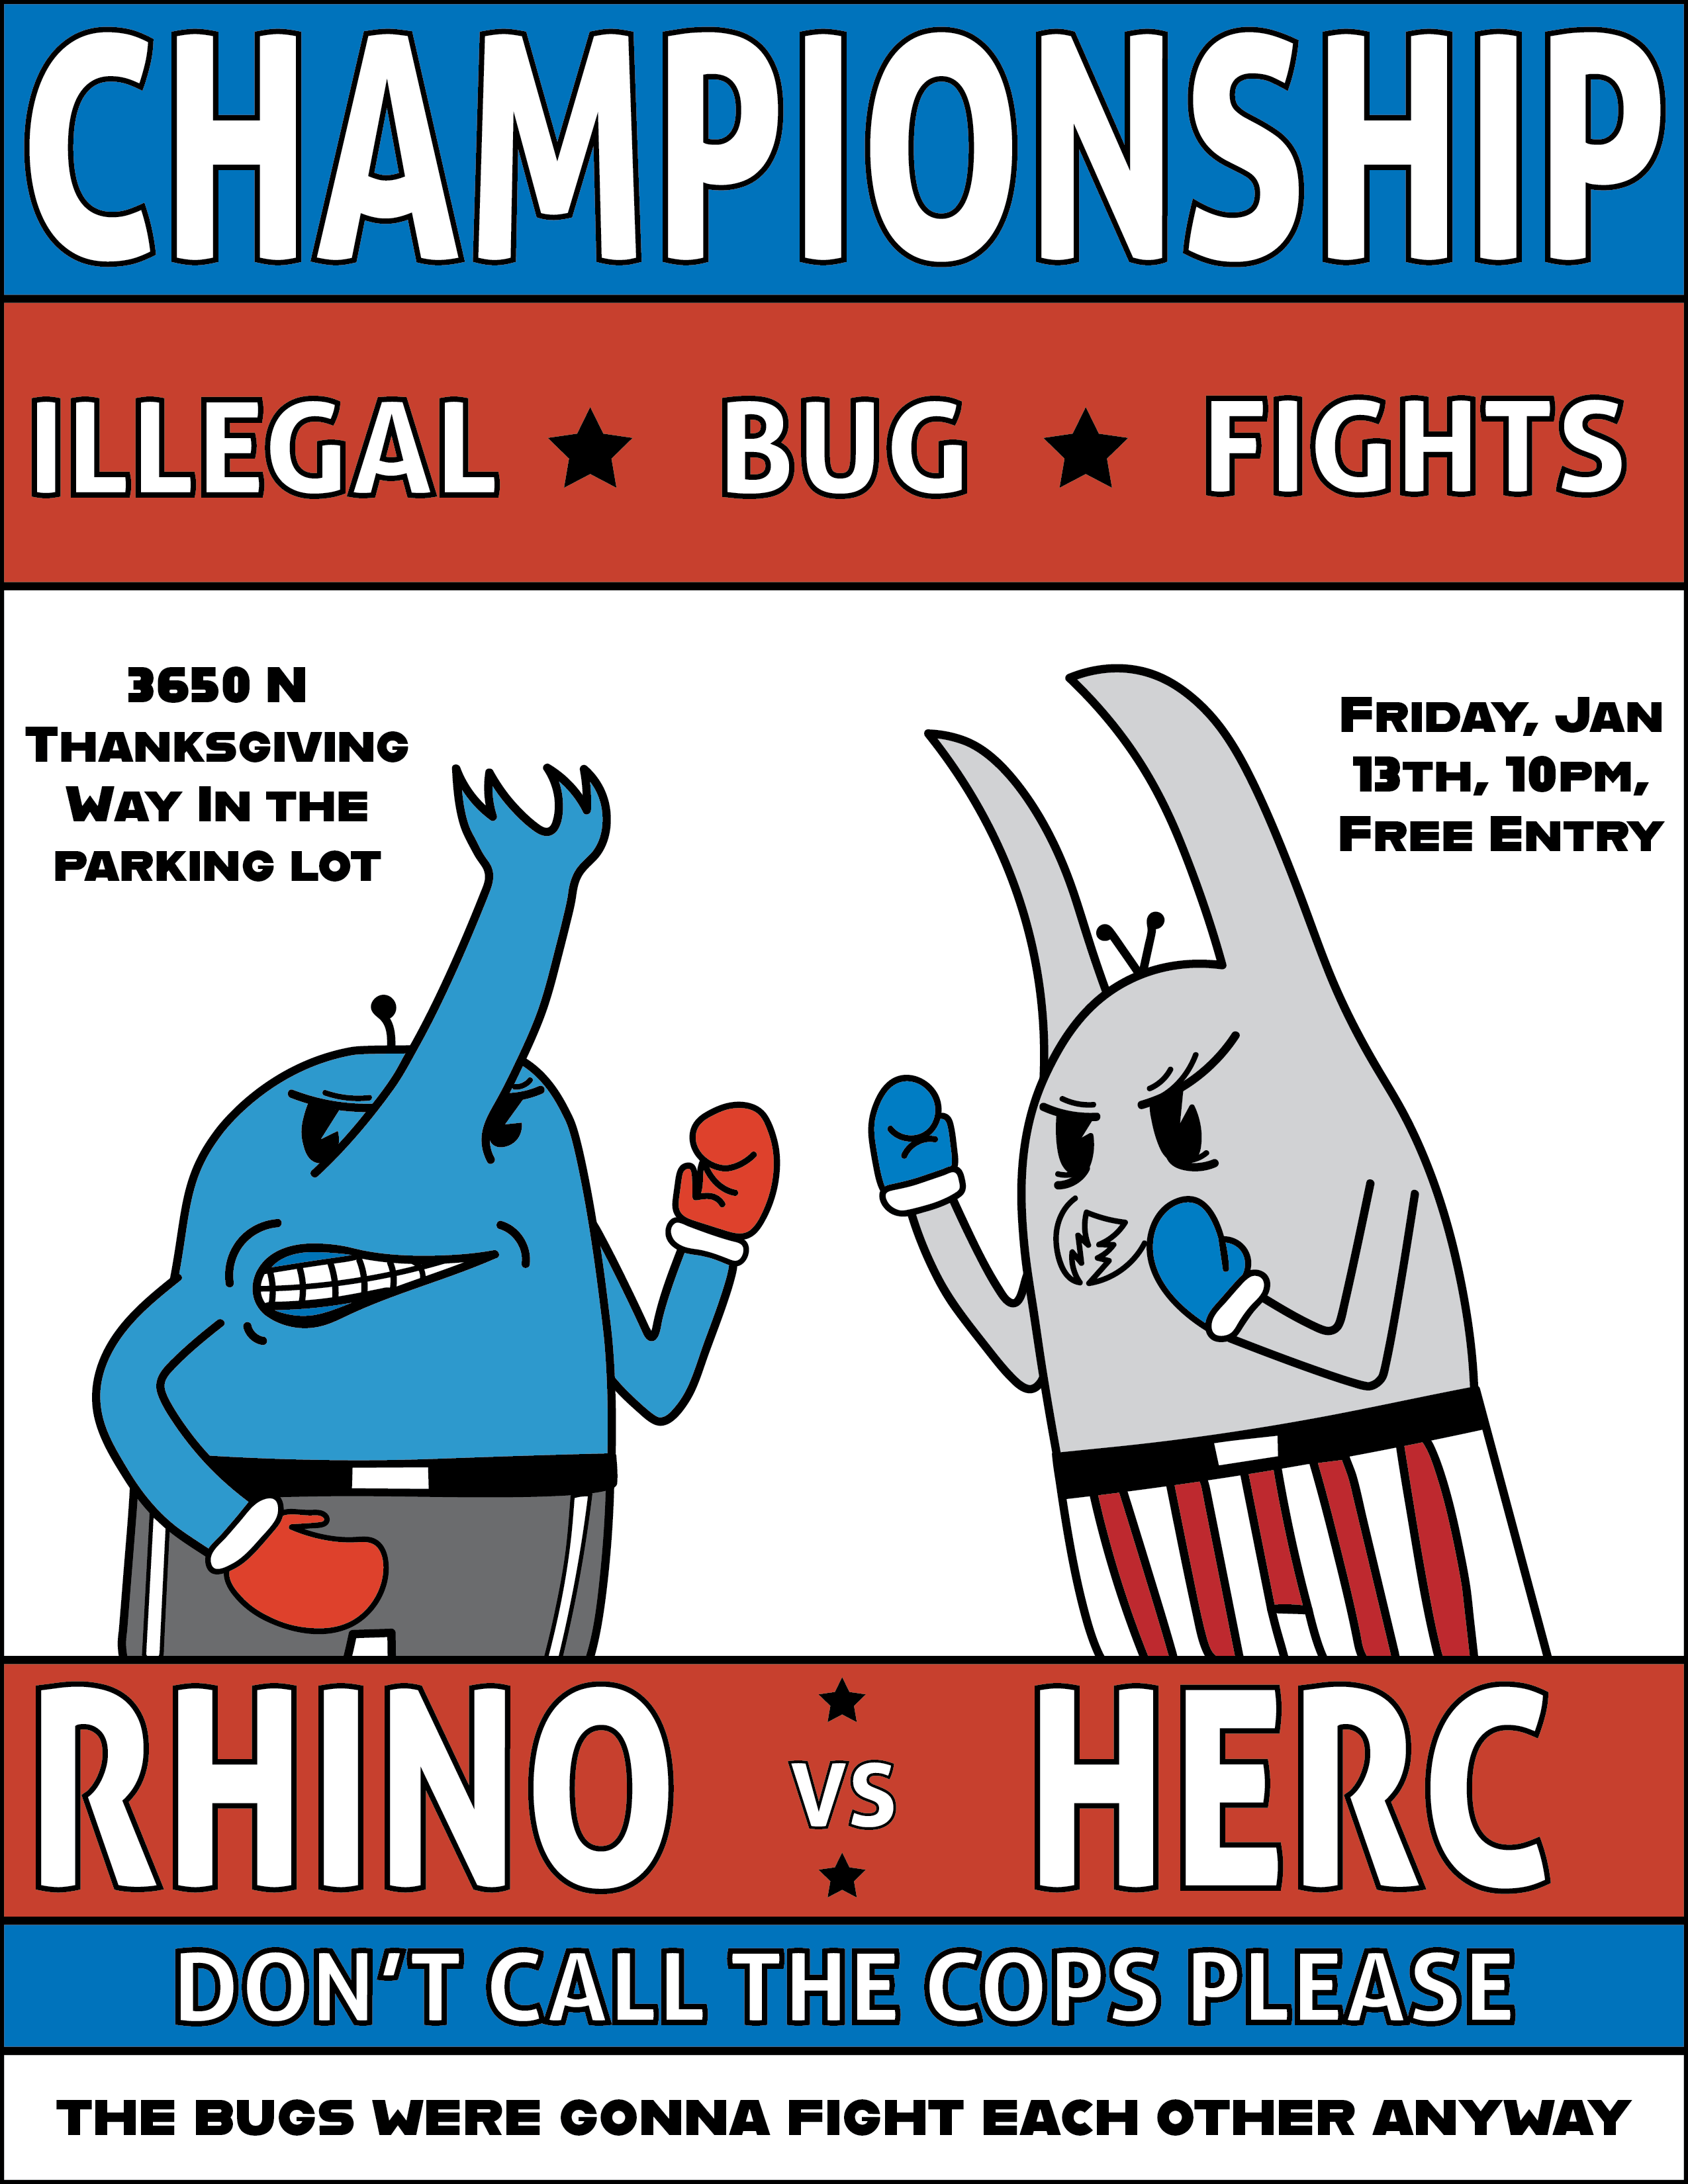 CHAMPIONSHIP
ILLEGAL ★ BUG ★ FIGHTS
3650 N
THANKSGIVING
WAY IN THE
PARKING LOT
FRIDAY, JAN
13TH, 10PM,
FREE ENTRY
RHINO VS HERC
DON'T CALL THE COPS PLEASE
THE BUGS WERE GONNA FIGHT EACH OTHER ANYWAY